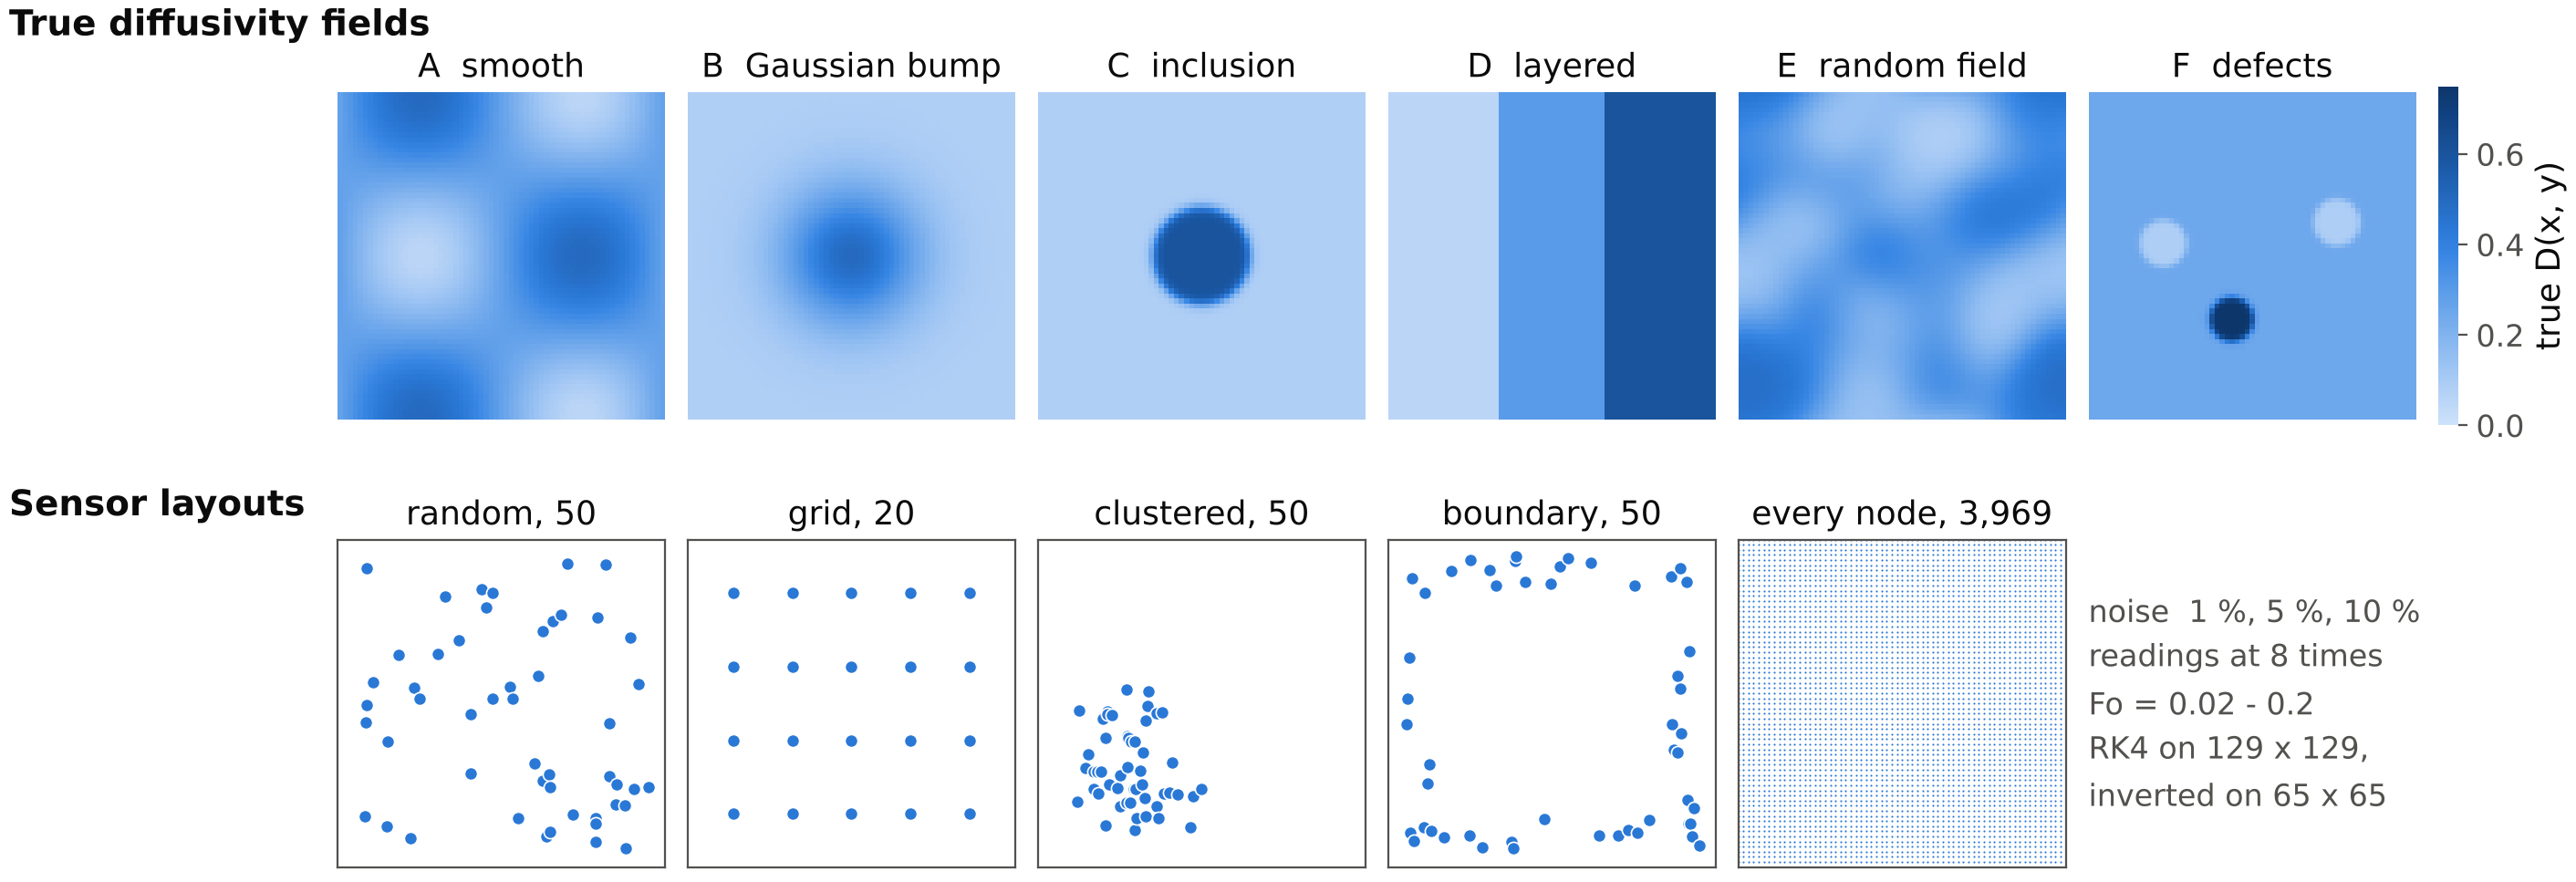 True diffusivity fields
A smooth
B Gaussian bump
C inclusion
D layered
E random field
F defects
0.6
0.4
0.2
0.0
true D(x, y)
Sensor layouts
random, 50
grid, 20
clustered, 50
boundary, 50
every node, 3,969
noise 1 %, 5 %, 10 %
readings at 8 times
Fo = 0.02 - 0.2
RK4 on 129 x 129,
inverted on 65 x 65